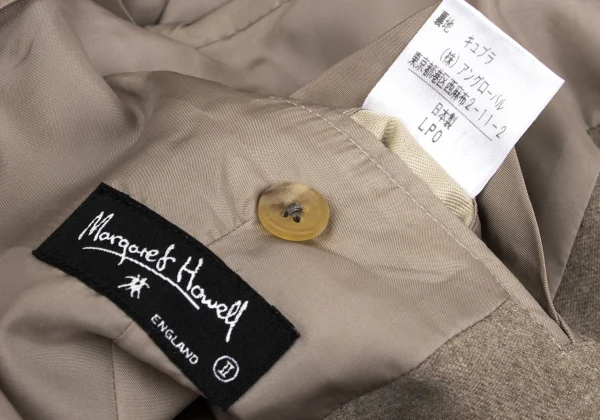 裏地 キュプラ
(株) アングローバル
東京都港区西麻布2-11-2
日本製
LPO
Margaret Howell
ENGLAND
II